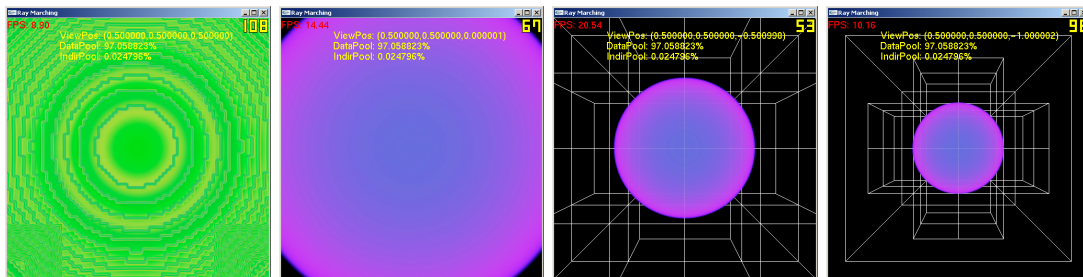 Ray Marching
FPS: 8.90
108
ViewPos: (0.500000,0.500000,0.500000)
DataPool: 97.058823%
IndirPool: 0.024796%
Ray Marching
FPS: 14.44
67
ViewPos: (0.500000,0.500000,0.000001)
DataPool: 97.058823%
IndirPool: 0.024796%
Ray Marching
FPS: 20.54
53
ViewPos: (0.500000,0.500000,-0.500998)
DataPool: 97.058823%
IndirPool: 0.024796%
Ray Marching
FPS: 10.16
98
ViewPos: (0.500000,0.500000,-1.000002)
DataPool: 97.058823%
IndirPool: 0.024796%